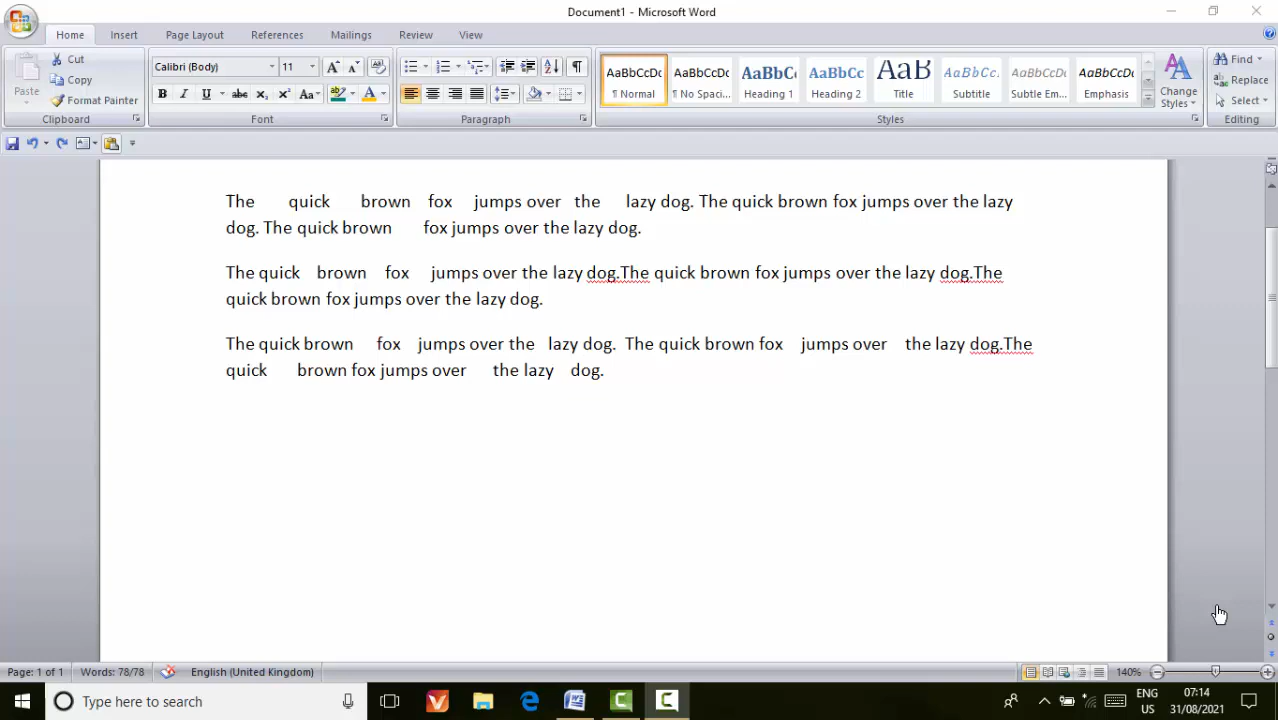 Document1 - Microsoft Word
Home Insert Page Layout References Mailings Review View
Paste
Cut
Copy
Format Painter
Clipboard
Calibri (Body) 11
B I U abc x₂ x² Aa
Font
Paragraph
AaBbCcDc AaBbCcDc AaBbC AaBbCc AaB AaBbCc. AaBbCcDc AaBbCcDc
¶ Normal ¶ No Spaci... Heading 1 Heading 2 Title Subtitle Subtle Em... Emphasis
Change Styles
Styles
Find
Replace
Select
Editing
The quick brown fox jumps over the lazy dog. The quick brown fox jumps over the lazy
dog. The quick brown fox jumps over the lazy dog.
The quick brown fox jumps over the lazy dog.The quick brown fox jumps over the lazy dog.The
quick brown fox jumps over the lazy dog.
The quick brown fox jumps over the lazy dog. The quick brown fox jumps over the lazy dog.The
quick brown fox jumps over the lazy dog.
Page: 1 of 1 Words: 78/78 English (United Kingdom) 140%
Type here to search
ENG
US
07:14
31/08/2021